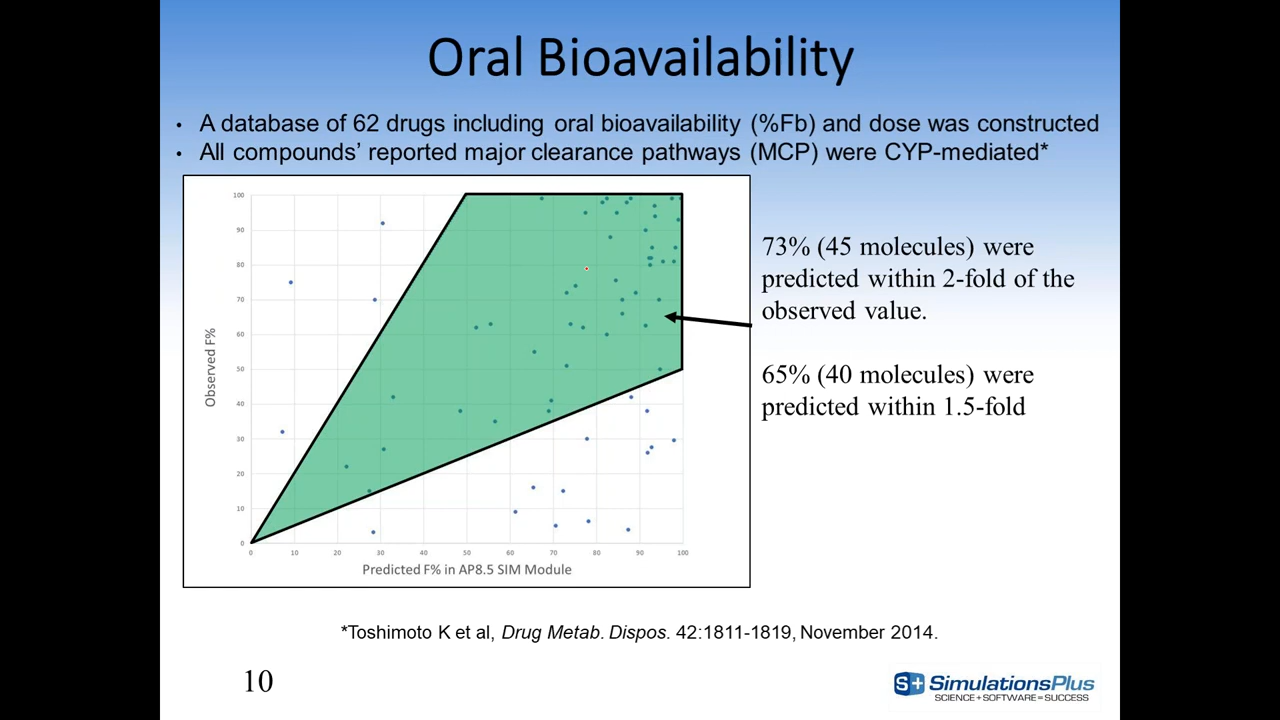 Oral Bioavailability
• A database of 62 drugs including oral bioavailability (%Fb) and dose was constructed
• All compounds’ reported major clearance pathways (MCP) were CYP-mediated*
100
90
80
70
60
50
40
30
20
10
0
Observed F%
0 10 20 30 40 50 60 70 80 90 100
Predicted F% in AP8.5 SIM Module
73% (45 molecules) were
predicted within 2-fold of the
observed value.
65% (40 molecules) were
predicted within 1.5-fold
*Toshimoto K et al, Drug Metab. Dispos. 42:1811-1819, November 2014.
10
S+ SimulationsPlus
SCIENCE + SOFTWARE = SUCCESS